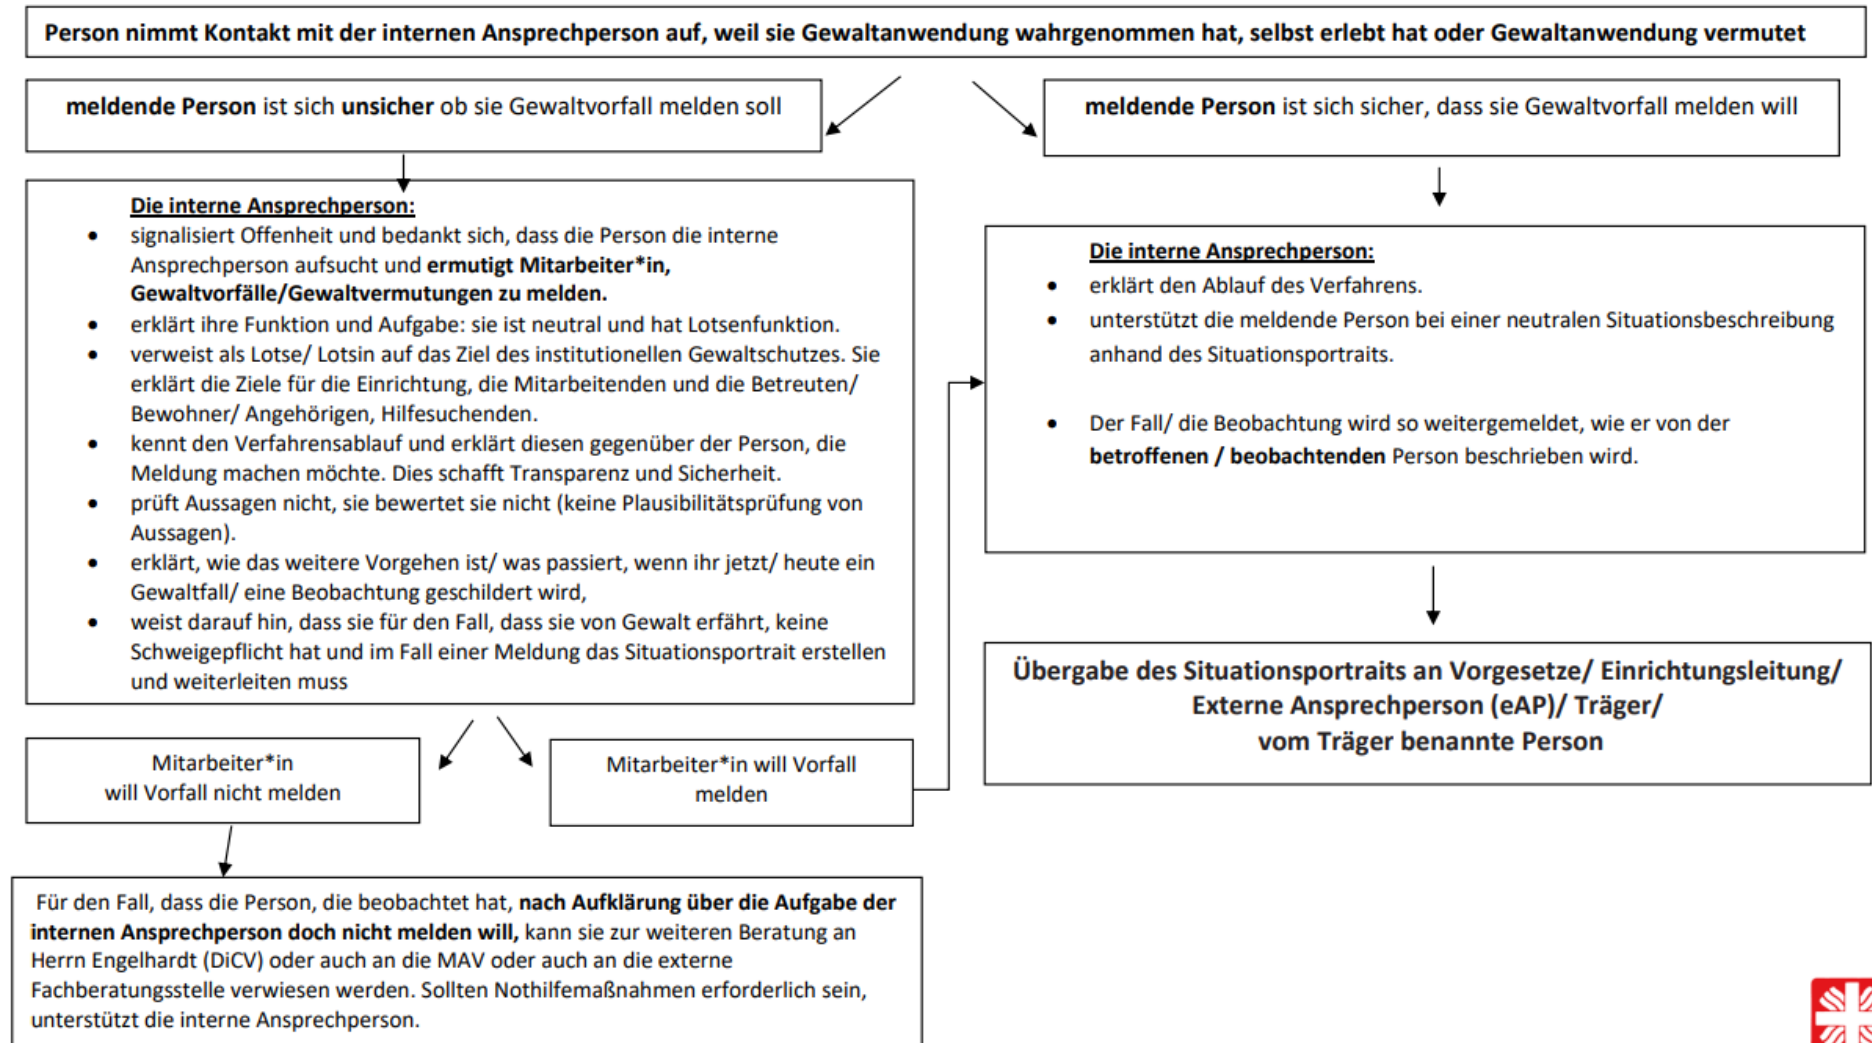 Person nimmt Kontakt mit der internen Ansprechperson auf, weil sie Gewaltanwendung wahrgenommen hat, selbst erlebt hat oder Gewaltanwendung vermutet
meldende Person ist sich unsicher ob sie Gewaltvorfall melden soll
meldende Person ist sich sicher, dass sie Gewaltvorfall melden will
Die interne Ansprechperson:
• signalisiert Offenheit und bedankt sich, dass die Person die interne
Ansprechperson aufsucht und ermutigt Mitarbeiter*in,
Gewaltvorfälle/Gewaltvermutungen zu melden.
• erklärt ihre Funktion und Aufgabe: sie ist neutral und hat Lotsenfunktion.
• verweist als Lotse/ Lotsin auf das Ziel des institutionellen Gewaltschutzes. Sie
erklärt die Ziele für die Einrichtung, die Mitarbeitenden und die Betreuten/
Bewohner/ Angehörigen, Hilfesuchenden.
• kennt den Verfahrensablauf und erklärt diesen gegenüber der Person, die
Meldung machen möchte. Dies schafft Transparenz und Sicherheit.
• prüft Aussagen nicht, sie bewertet sie nicht (keine Plausibilitätsprüfung von
Aussagen).
• erklärt, wie das weitere Vorgehen ist/ was passiert, wenn ihr jetzt/ heute ein
Gewaltfall/ eine Beobachtung geschildert wird,
• weist darauf hin, dass sie für den Fall, dass sie von Gewalt erfährt, keine
Schweigepflicht hat und im Fall einer Meldung das Situationsportrait erstellen
und weiterleiten muss
Die interne Ansprechperson:
• erklärt den Ablauf des Verfahrens.
• unterstützt die meldende Person bei einer neutralen Situationsbeschreibung
anhand des Situationsportraits.
• Der Fall/ die Beobachtung wird so weitergemeldet, wie er von der
betroffenen / beobachtenden Person beschrieben wird.
Übergabe des Situationsportraits an Vorgesetze/ Einrichtungsleitung/
Externe Ansprechperson (eAP)/ Träger/
vom Träger benannte Person
Mitarbeiter*in
will Vorfall nicht melden
Mitarbeiter*in will Vorfall
melden
Für den Fall, dass die Person, die beobachtet hat, nach Aufklärung über die Aufgabe der
internen Ansprechperson doch nicht melden will, kann sie zur weiteren Beratung an
Herrn Engelhardt (DiCV) oder auch an die MAV oder auch an die externe
Fachberatungsstelle verwiesen werden. Sollten Nothilfemaßnahmen erforderlich sein,
unterstützt die interne Ansprechperson.